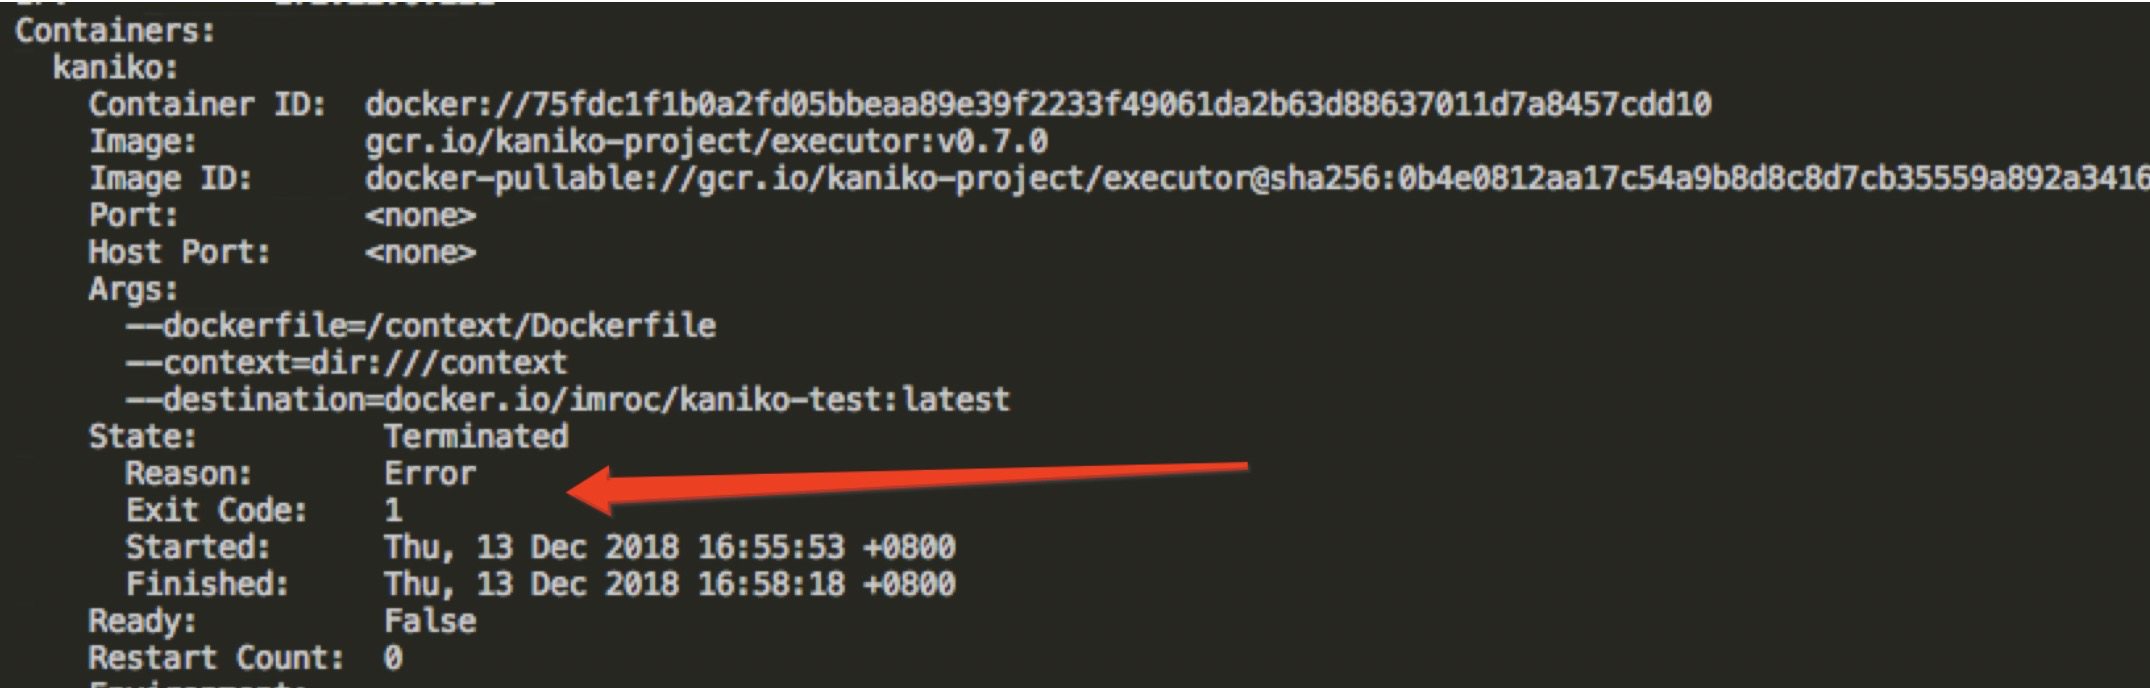 Containers:
kaniko:
Container ID: docker://75fdc1f1b0a2fd05bbeaa89e39f2233f49061da2b63d88637011d7a8457cdd10
Image: gcr.io/kaniko-project/executor:v0.7.0
Image ID: docker-pullable://gcr.io/kaniko-project/executor@sha256:0b4e0812aa17c54a9b8d8c8d7cb35559a892a3416
Port: <none>
Host Port: <none>
Args:
--dockerfile=/context/Dockerfile
--context=dir:///context
--destination=docker.io/imroc/kaniko-test:latest
State: Terminated
Reason: Error
Exit Code: 1
Started: Thu, 13 Dec 2018 16:55:53 +0800
Finished: Thu, 13 Dec 2018 16:58:18 +0800
Ready: False
Restart Count: 0